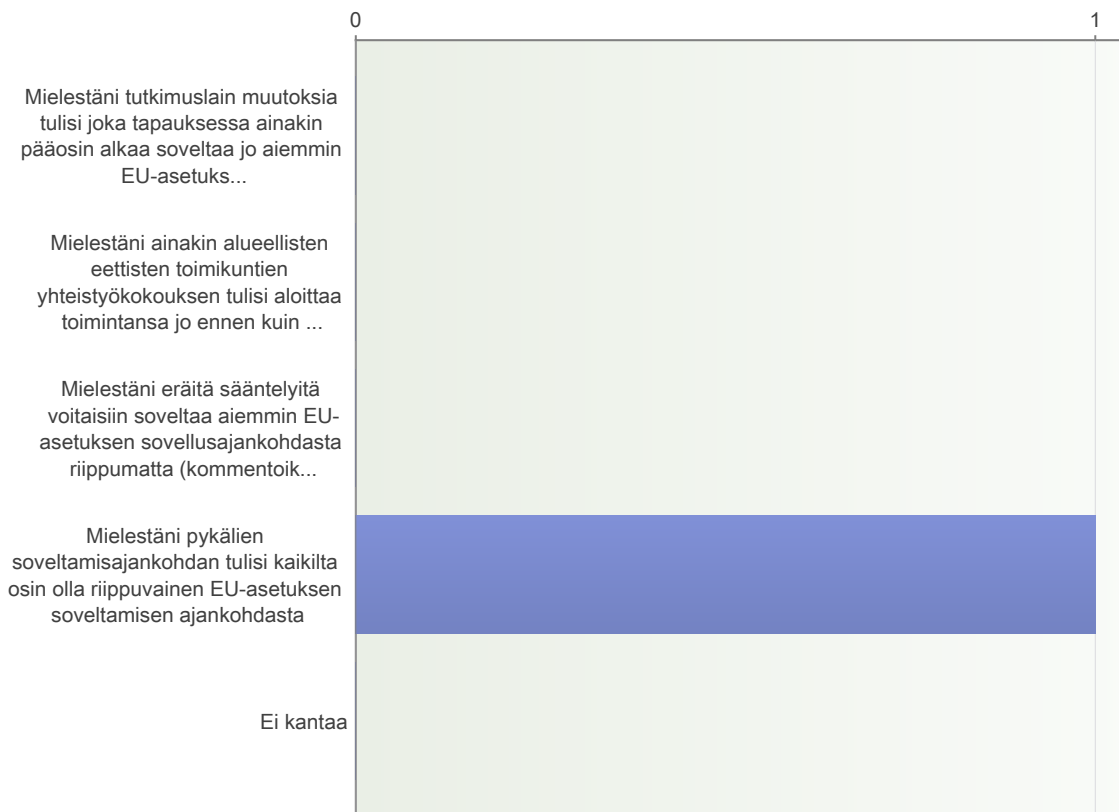 0 1
Mielestäni tutkimuslain muutoksia
tulisi joka tapauksessa ainakin
pääosin alkaa soveltaa jo aiemmin
EU-asetuks...
Mielestäni ainakin alueellisten
eettisten toimikuntien
yhteistyökokouksen tulisi aloittaa
toimintansa jo ennen kuin ...
Mielestäni eräitä sääntelyitä
voitaisiin soveltaa aiemmin EU-
asetuksen sovellusajankohdasta
riippumatta (kommentoik...
Mielestäni pykälien
soveltamisajankohdan tulisi kaikilta
osin olla riippuvainen EU-asetuksen
soveltamisen ajankohdasta
Ei kantaa